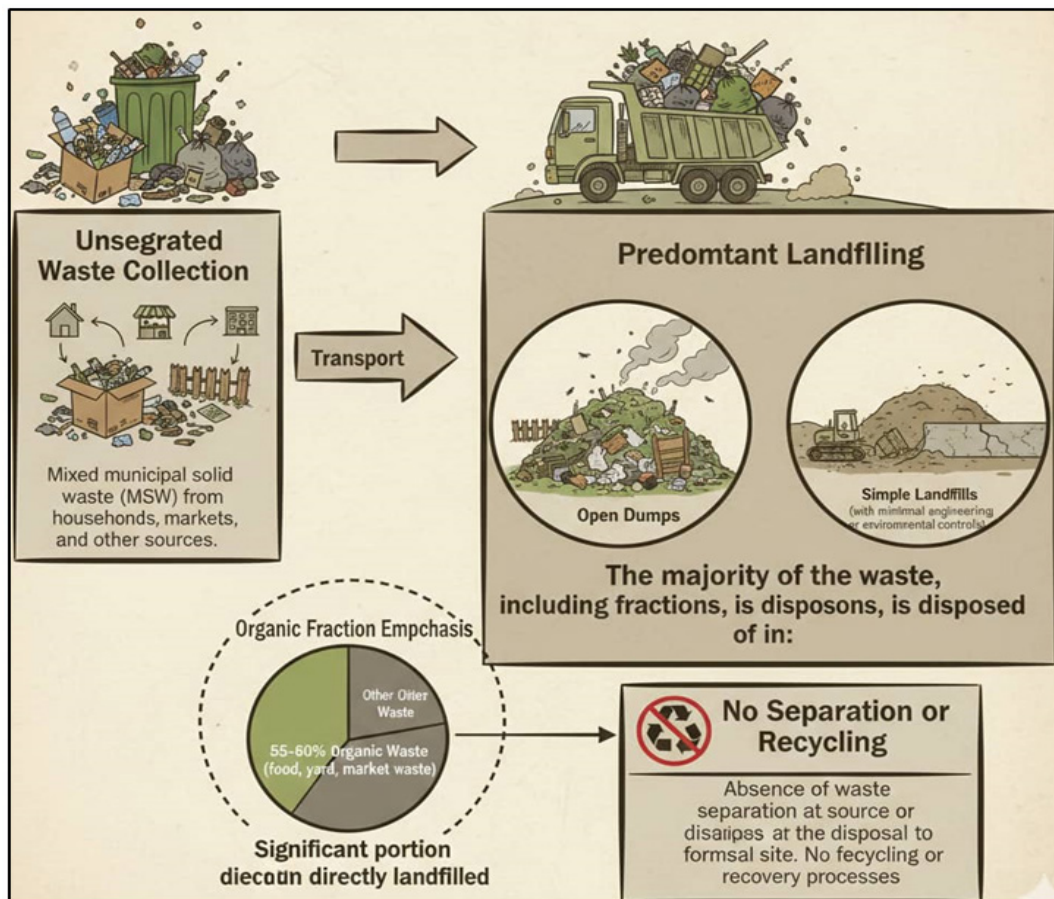 Unsegrated
Waste Collection
Mixed municipal solid
waste (MSW) from
househonds, markets,
and other sources.
Transport
Predomtant Landflling
Open Dumps
Simple Landfills
(with minimal engineering
or environmental controls)
The majority of the waste,
including fractions, is disposons, is disposed
of in:
Organic Fraction Empchasis
Other Oiter
Waste
55-60% Organic Waste
(food, yard, market waste)
Significant portion
diecoun directly landfilled
No Separation or
Recycling
Absence of waste
separation at source or
at the disposal to
formsal site. No fecycling or
recovery processes